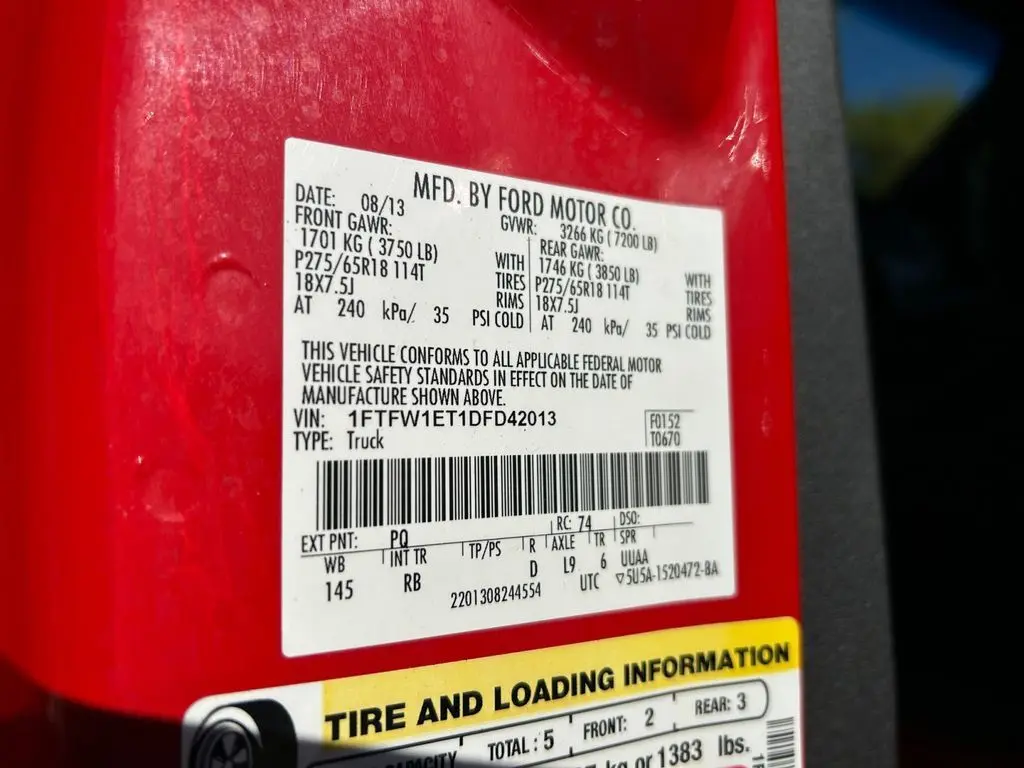 MFD. BY FORD MOTOR CO.
DATE: 08/13 GVWR: 3266 KG ( 7200 LB)
FRONT GAWR: REAR GAWR:
1701 KG ( 3750 LB) WITH 1746 KG ( 3850 LB) WITH
P275/65R18 114T TIRES P275/65R18 114T TIRES
18X7.5J RIMS 18X7.5J RIMS
AT 240 kPa/ 35 PSI COLD AT 240 kPa/ 35 PSI COLD
THIS VEHICLE CONFORMS TO ALL APPLICABLE FEDERAL MOTOR
VEHICLE SAFETY STANDARDS IN EFFECT ON THE DATE OF
MANUFACTURE SHOWN ABOVE.
VIN: 1FTFW1ET1DFD42013 F0152
TYPE: Truck T0670
EXT PNT: PQ RC: 74 DSO:
WB INT TR TP/PS R AXLE TR SPR
145 RB D L9 6 UUAA
2201308244554 UTC ▽5U5A-1520472-BA
TIRE AND LOADING INFORMATION
CAPACITY TOTAL : 5 FRONT: 2 REAR: 3
kg or 1383 lbs.